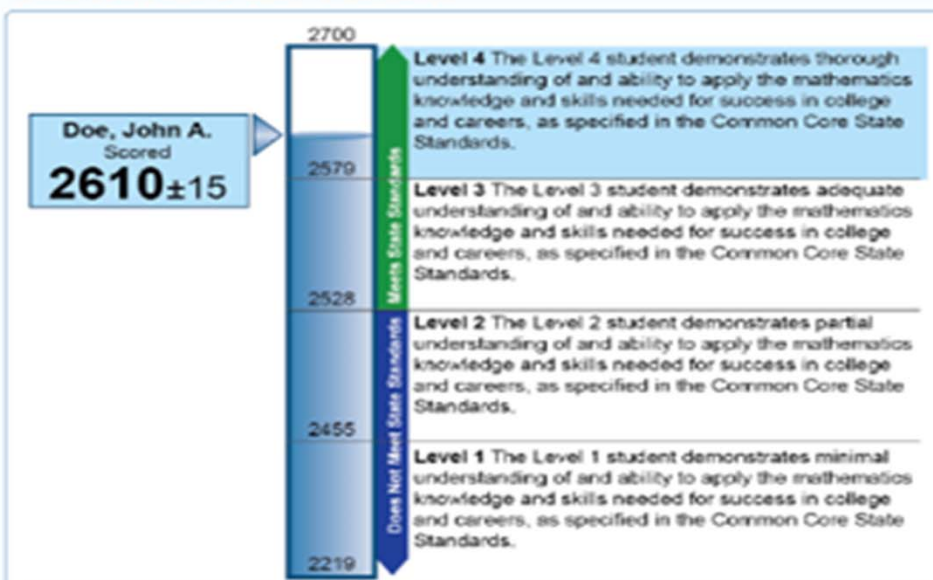 2700
Doe, John A.
Scored
2610±15
2579
2528
2455
2219
Meets State Standards
Does Not Meet State Standards
Level 4 The Level 4 student demonstrates thorough
understanding of and ability to apply the mathematics
knowledge and skills needed for success in college
and careers, as specified in the Common Core State
Standards.
Level 3 The Level 3 student demonstrates adequate
understanding of and ability to apply the mathematics
knowledge and skills needed for success in college
and careers, as specified in the Common Core State
Standards.
Level 2 The Level 2 student demonstrates partial
understanding of and ability to apply the mathematics
knowledge and skills needed for success in college
and careers, as specified in the Common Core State
Standards.
Level 1 The Level 1 student demonstrates minimal
understanding of and ability to apply the mathematics
knowledge and skills needed for success in college
and careers, as specified in the Common Core State
Standards.